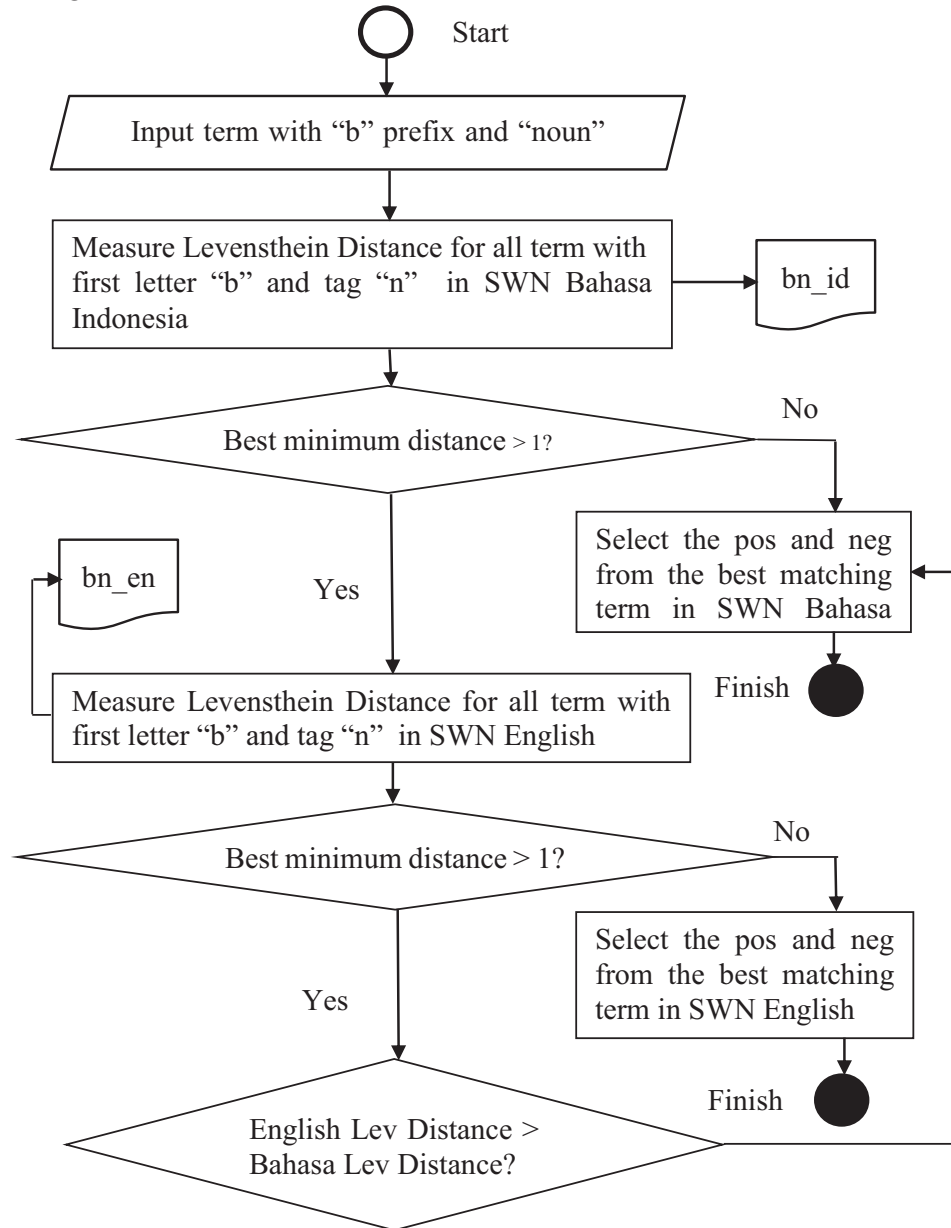 Start
Input term with “b” prefix and “noun”
Measure Levensthein Distance for all term with
first letter “b” and tag “n” in SWN Bahasa
Indonesia
bn_id
Best minimum distance > 1?
No
Select the pos and neg
from the best matching
term in SWN Bahasa
Finish
Yes
bn_en
Measure Levensthein Distance for all term with
first letter “b” and tag “n” in SWN English
Best minimum distance > 1?
No
Select the pos and neg
from the best matching
term in SWN English
Finish
Yes
English Lev Distance >
Bahasa Lev Distance?